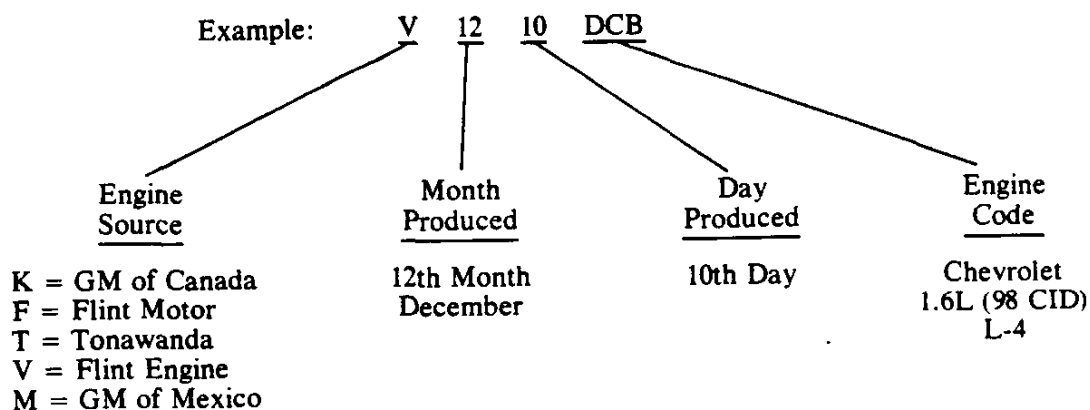 Example: V 12 10 DCB
Engine
Source
K = GM of Canada
F = Flint Motor
T = Tonawanda
V = Flint Engine
M = GM of Mexico
Month
Produced
12th Month
December
Day
Produced
10th Day
Engine
Code
Chevrolet
1.6L (98 CID)
L-4